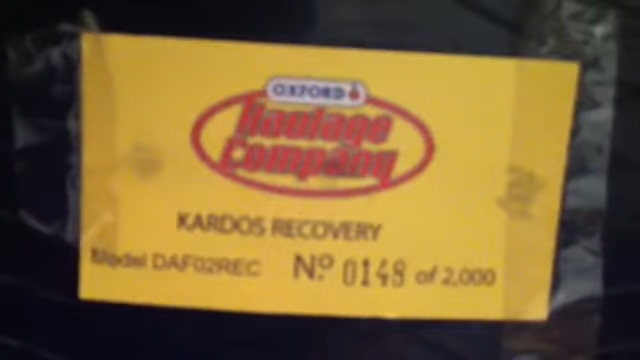 OXFORD
Haulage
Company
KARDOS RECOVERY
Model DAF02REC Nº 0148 of 2,000